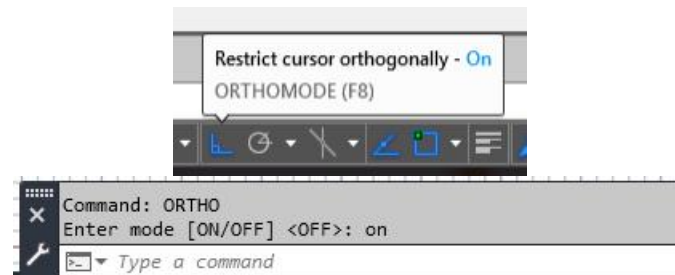 Restrict cursor orthogonally - On
ORTHOMODE (F8)
Command: ORTHO
Enter mode [ON/OFF] <OFF>: on
Type a command